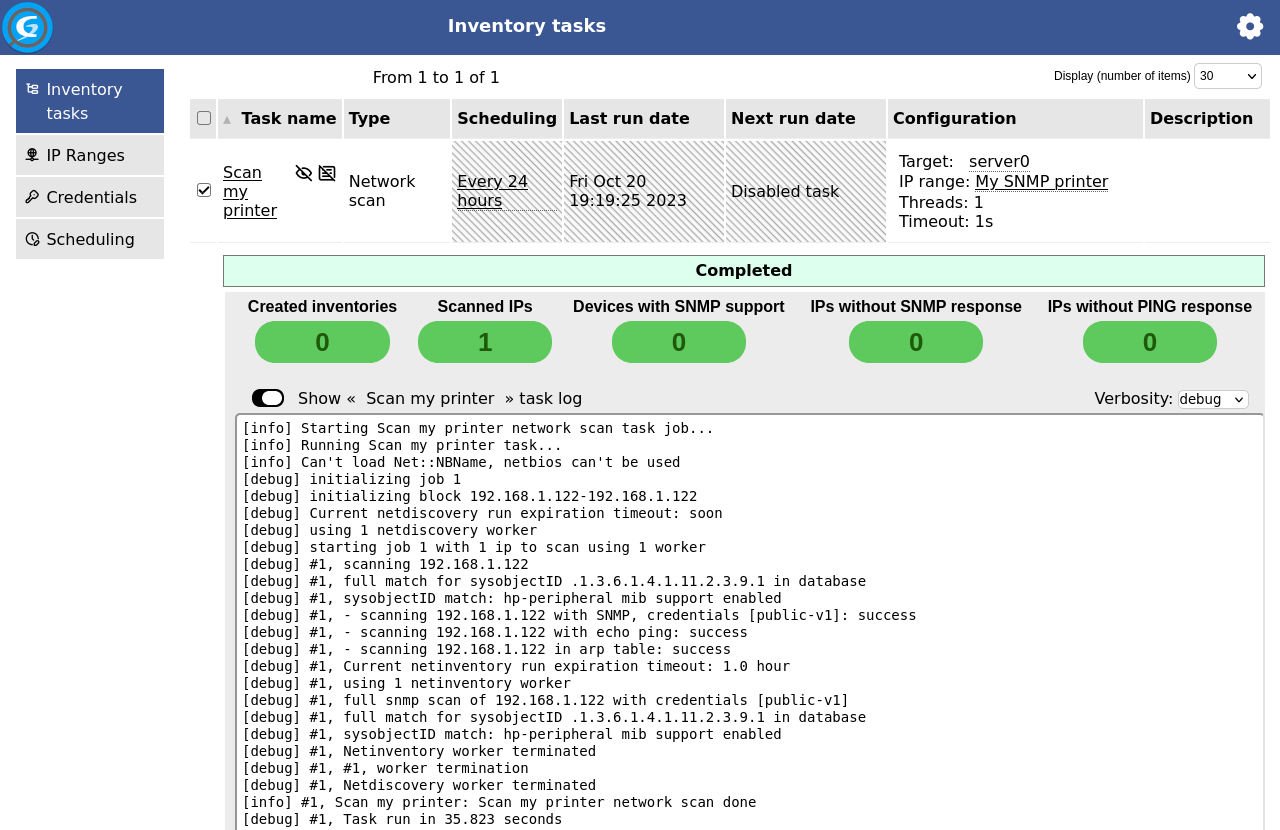 Inventory tasks
Inventory
tasks
IP Ranges
Credentials
Scheduling
From 1 to 1 of 1
Display (number of items) 30
▲ Task name Type Scheduling Last run date Next run date Configuration Description
Scan
my
printer
Network
scan
Every 24
hours
Fri Oct 20
19:19:25 2023
Disabled task
Target: server0
IP range: My SNMP printer
Threads: 1
Timeout: 1s
Completed
Created inventories Scanned IPs Devices with SNMP support IPs without SNMP response IPs without PING response
0 1 0 0 0
Show « Scan my printer » task log
Verbosity: debug
[info] Starting Scan my printer network scan task job...
[info] Running Scan my printer task...
[info] Can't load Net::NBName, netbios can't be used
[debug] initializing job 1
[debug] initializing block 192.168.1.122-192.168.1.122
[debug] Current netdiscovery run expiration timeout: soon
[debug] using 1 netdiscovery worker
[debug] starting job 1 with 1 ip to scan using 1 worker
[debug] #1, scanning 192.168.1.122
[debug] #1, full match for sysobjectID .1.3.6.1.4.1.11.2.3.9.1 in database
[debug] #1, sysobjectID match: hp-peripheral mib support enabled
[debug] #1, - scanning 192.168.1.122 with SNMP, credentials [public-v1]: success
[debug] #1, - scanning 192.168.1.122 with echo ping: success
[debug] #1, - scanning 192.168.1.122 in arp table: success
[debug] #1, Current netinventory run expiration timeout: 1.0 hour
[debug] #1, using 1 netinventory worker
[debug] #1, full snmp scan of 192.168.1.122 with credentials [public-v1]
[debug] #1, full match for sysobjectID .1.3.6.1.4.1.11.2.3.9.1 in database
[debug] #1, sysobjectID match: hp-peripheral mib support enabled
[debug] #1, Netinventory worker terminated
[debug] #1, #1, worker termination
[debug] #1, Netdiscovery worker terminated
[info] #1, Scan my printer: Scan my printer network scan done
[debug] #1, Task run in 35.823 seconds